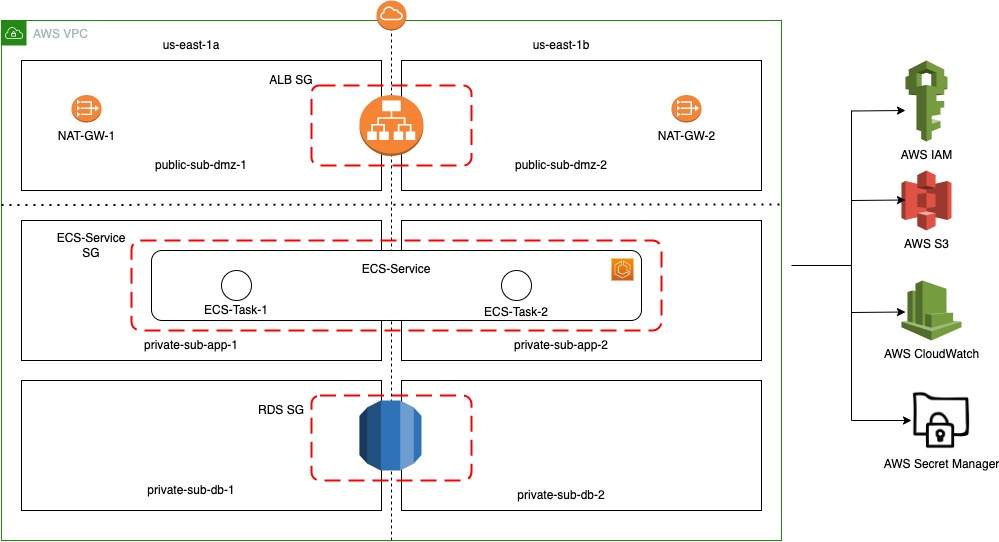 AWS VPC
us-east-1a
us-east-1b
ALB SG
NAT-GW-1
NAT-GW-2
public-sub-dmz-1
public-sub-dmz-2
ECS-Service
SG
ECS-Service
ECS-Task-1
ECS-Task-2
private-sub-app-1
private-sub-app-2
RDS SG
private-sub-db-1
private-sub-db-2
AWS IAM
AWS S3
AWS CloudWatch
AWS Secret Manager